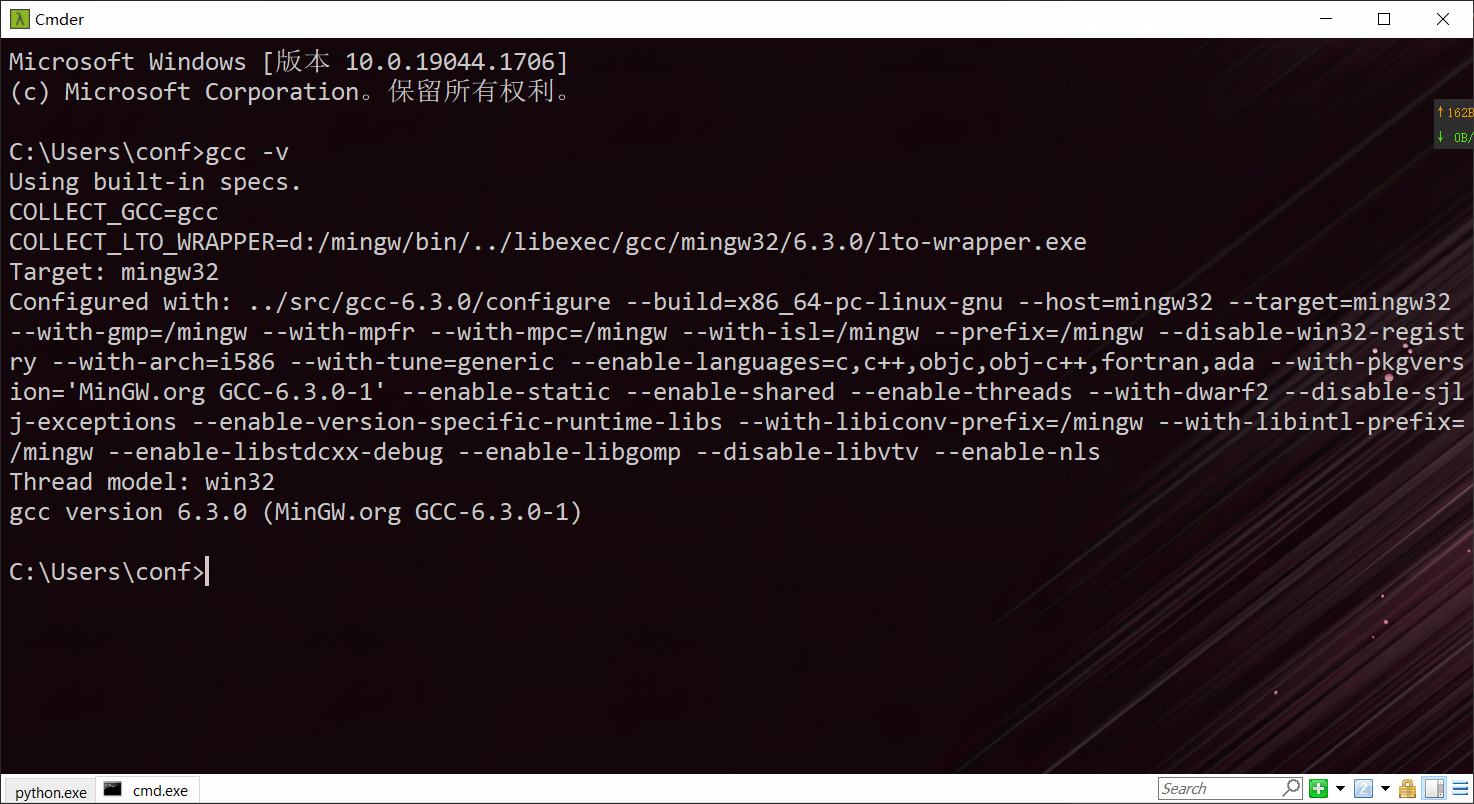 Cmder
Microsoft Windows [版本 10.0.19044.1706]
(c) Microsoft Corporation。保留所有权利。
C:\Users\conf>gcc -v
Using built-in specs.
COLLECT_GCC=gcc
COLLECT_LTO_WRAPPER=d:/mingw/bin/../libexec/gcc/mingw32/6.3.0/lto-wrapper.exe
Target: mingw32
Configured with: ../src/gcc-6.3.0/configure --build=x86_64-pc-linux-gnu --host=mingw32 --target=mingw32
--with-gmp=/mingw --with-mpfr --with-mpc=/mingw --with-isl=/mingw --prefix=/mingw --disable-win32-regist
ry --with-arch=i586 --with-tune=generic --enable-languages=c,c++,objc,obj-c++,fortran,ada --with-pkgvers
ion='MinGW.org GCC-6.3.0-1' --enable-static --enable-shared --enable-threads --with-dwarf2 --disable-sjl
j-exceptions --enable-version-specific-runtime-libs --with-libiconv-prefix=/mingw --with-libintl-prefix=
/mingw --enable-libstdcxx-debug --enable-libgomp --disable-libvtv --enable-nls
Thread model: win32
gcc version 6.3.0 (MinGW.org GCC-6.3.0-1)
C:\Users\conf>
↑162B
↓ 0B/
python.exe
cmd.exe
Search
2